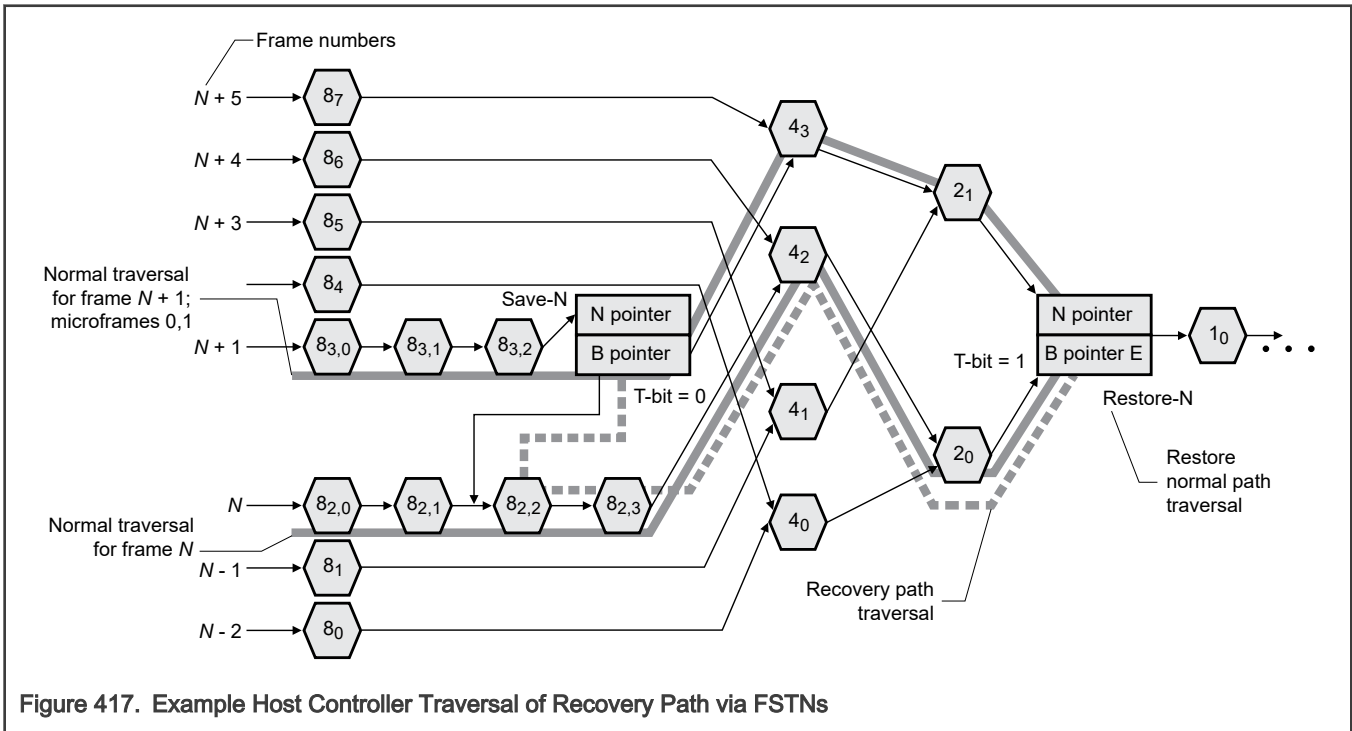 Frame numbers
N + 5
8₇
4₃
N + 4
8₆
2₁
N + 3
8₅
4₂
Normal traversal
for frame N + 1;
microframes 0,1
8₄
Save-N
N pointer
B pointer
N pointer
B pointer E
1₀
• • •
N + 1
8₃,₀
8₃,₁
8₃,₂
T-bit = 0
T-bit = 1
4₁
Restore-N
2₀
Restore
normal path
traversal
N
8₂,₀
8₂,₁
8₂,₂
8₂,₃
4₀
Normal traversal
for frame N
N - 1
8₁
Recovery path
traversal
N - 2
8₀
Figure 417. Example Host Controller Traversal of Recovery Path via FSTNs